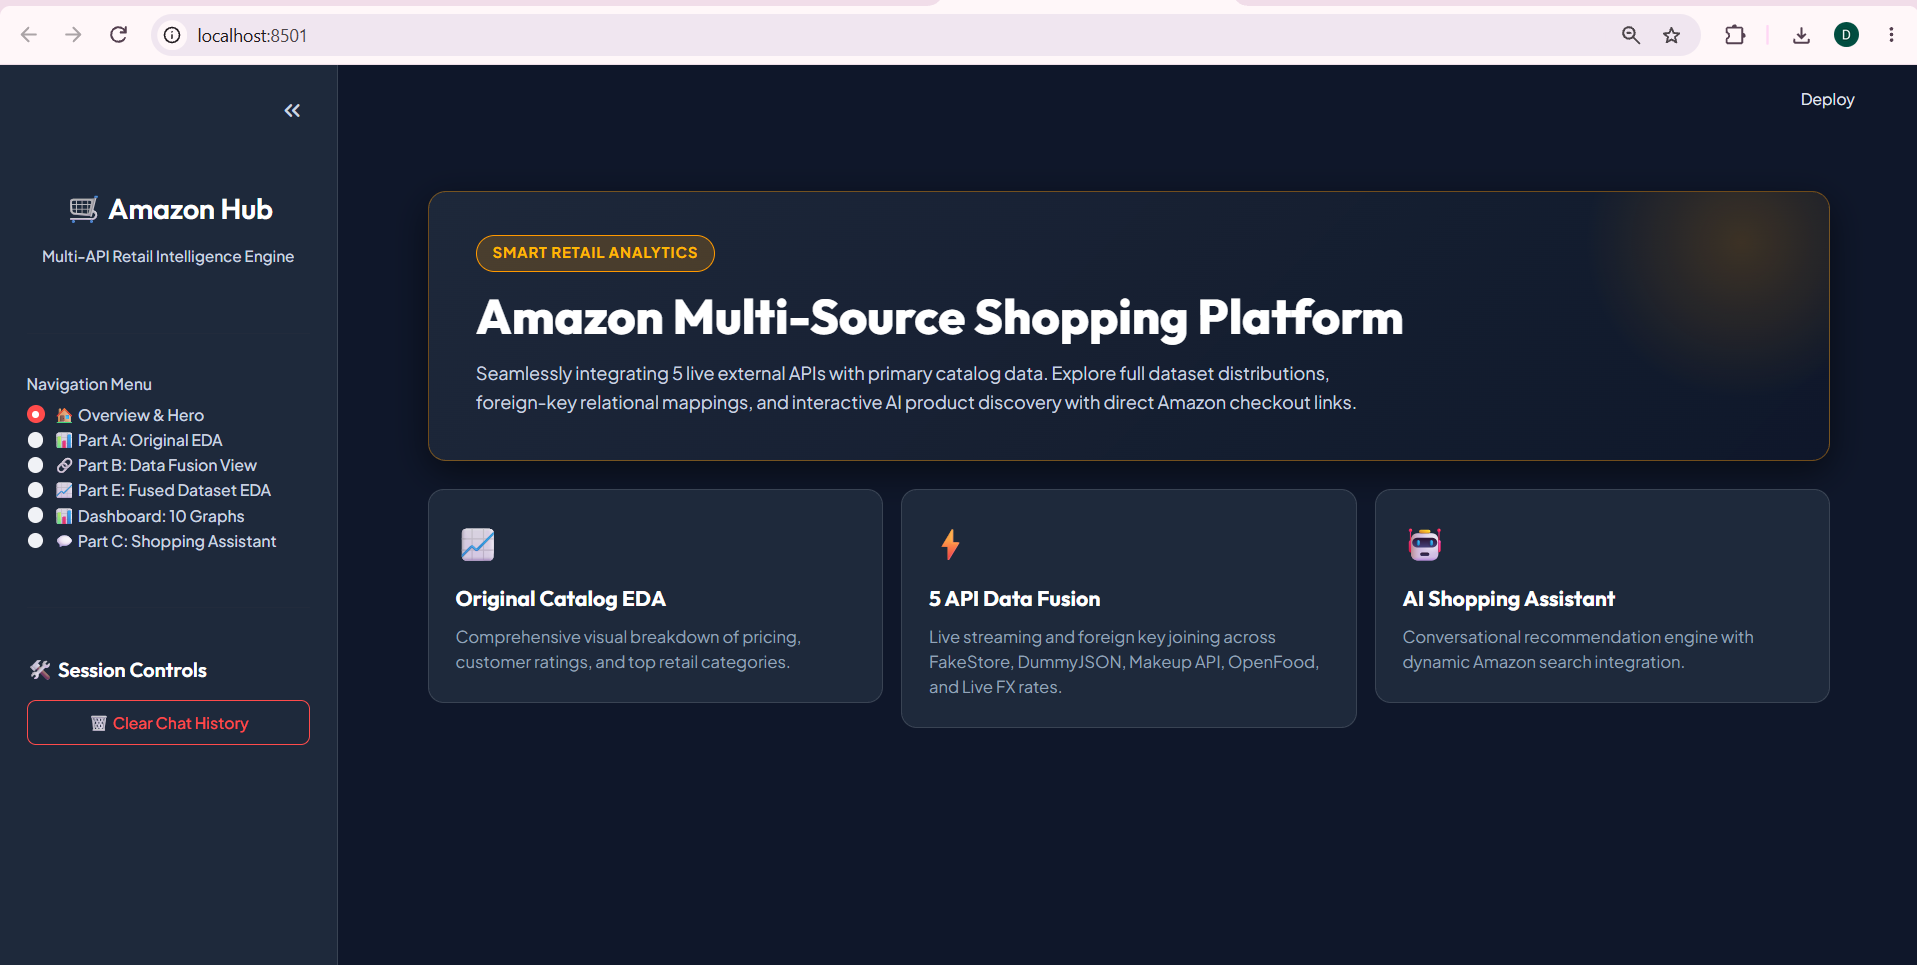 localhost:8501
D
Deploy
Amazon Hub
Multi-API Retail Intelligence Engine
Navigation Menu
Overview & Hero
Part A: Original EDA
Part B: Data Fusion View
Part E: Fused Dataset EDA
Dashboard: 10 Graphs
Part C: Shopping Assistant
Session Controls
Clear Chat History
SMART RETAIL ANALYTICS
Amazon Multi-Source Shopping Platform
Seamlessly integrating 5 live external APIs with primary catalog data. Explore full dataset distributions,
foreign-key relational mappings, and interactive AI product discovery with direct Amazon checkout links.
Original Catalog EDA
Comprehensive visual breakdown of pricing,
customer ratings, and top retail categories.
5 API Data Fusion
Live streaming and foreign key joining across
FakeStore, DummyJSON, Makeup API, OpenFood,
and Live FX rates.
AI Shopping Assistant
Conversational recommendation engine with
dynamic Amazon search integration.